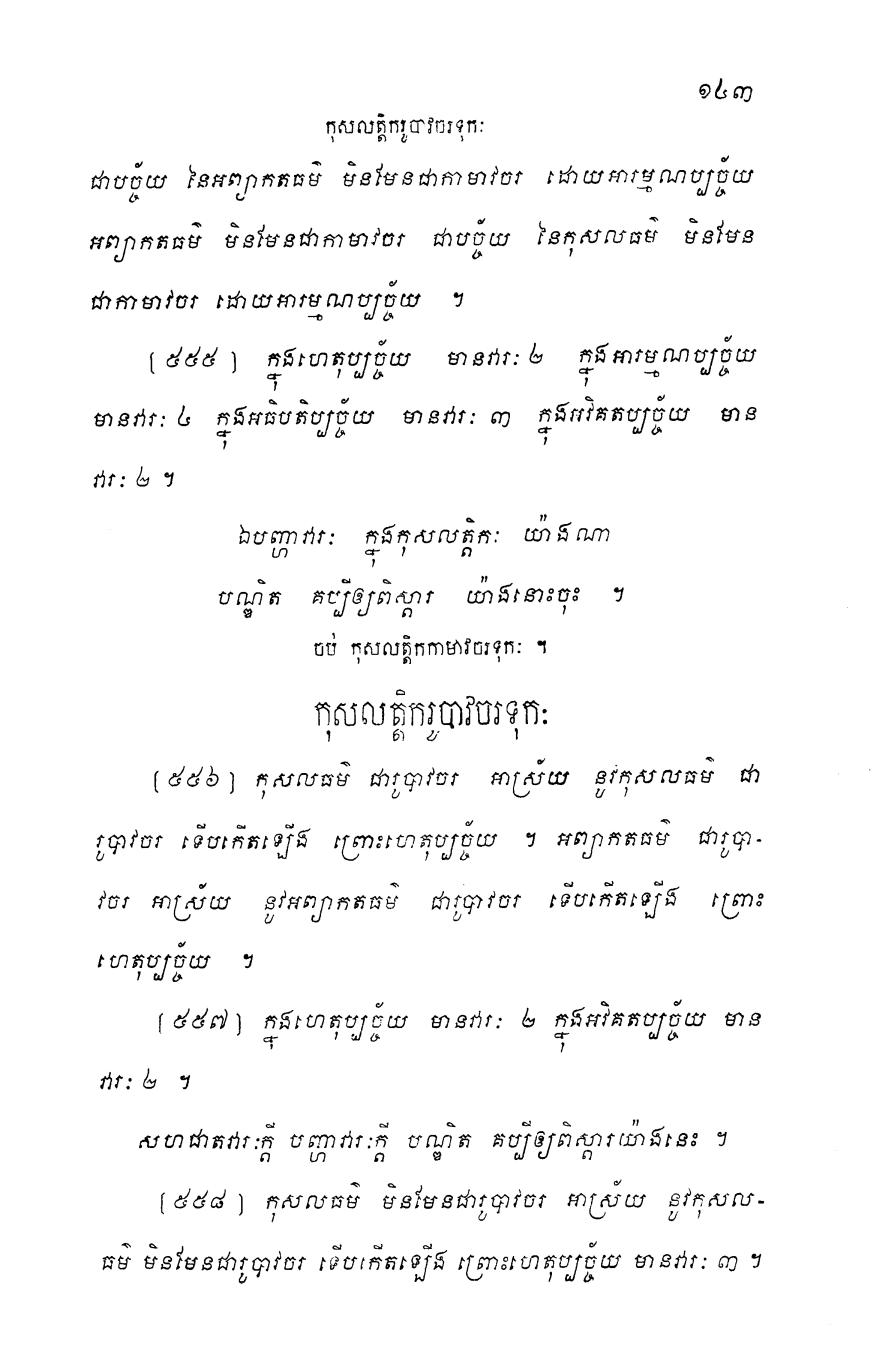 ១៤៣
កុសលត្តិករូបាវចរទុកៈ
ជាបច្ច័យ នៃអព្យាកតធម៌ មិនមែនជាកាមាវចរ ដោយអារម្មណប្បច្ច័យ
អព្យាកតធម៌ មិនមែនជាកាមាវចរ ជាបច្ច័យ នៃកុសលធម៌ មិនមែន
ជាកាមាវចរ ដោយអារម្មណប្បច្ច័យ ។
[៥៥៥] ក្នុងហេតុប្បច្ច័យ មានវារៈ ២ ក្នុងអារម្មណប្បច្ច័យ
មានវារៈ ៤ ក្នុងអធិបតិប្បច្ច័យ មានវារៈ ៣ ក្នុងអវិគតប្បច្ច័យ មាន
វារៈ ២ ។
ឯបញ្ហាវារៈ ក្នុងកុសលត្តិកៈ យ៉ាងណា
បណ្ឌិត គប្បីឲ្យពិស្តារ យ៉ាងនោះចុះ ។
ចប់ កុសលត្តិកកាមាវចរទុកៈ ។
កុសលត្តិករូបាវចរទុកៈ
[៥៥៦] កុសលធម៌ ជារូបាវចរ អាស្រ័យ នូវកុសលធម៌ ជា
រូបាវចរ ទើបកើតឡើង ព្រោះហេតុប្បច្ច័យ ។ អព្យាកតធម៌ ជារូបា-
វចរ អាស្រ័យ នូវអព្យាកតធម៌ ជារូបាវចរ ទើបកើតឡើង ព្រោះ
ហេតុប្បច្ច័យ ។
[៥៥៧] ក្នុងហេតុប្បច្ច័យ មានវារៈ ២ ក្នុងអវិគតប្បច្ច័យ មាន
វារៈ ២ ។
សហជាតវារៈក្តី បញ្ហាវារៈក្តី បណ្ឌិត គប្បីឲ្យពិស្តារយ៉ាងនេះ ។
[៥៥៨] កុសលធម៌ មិនមែនជារូបាវចរ អាស្រ័យ នូវកុសល-
ធម៌ មិនមែនជារូបាវចរ ទើបកើតឡើង ព្រោះហេតុប្បច្ច័យ មានវារៈ ៣ ។